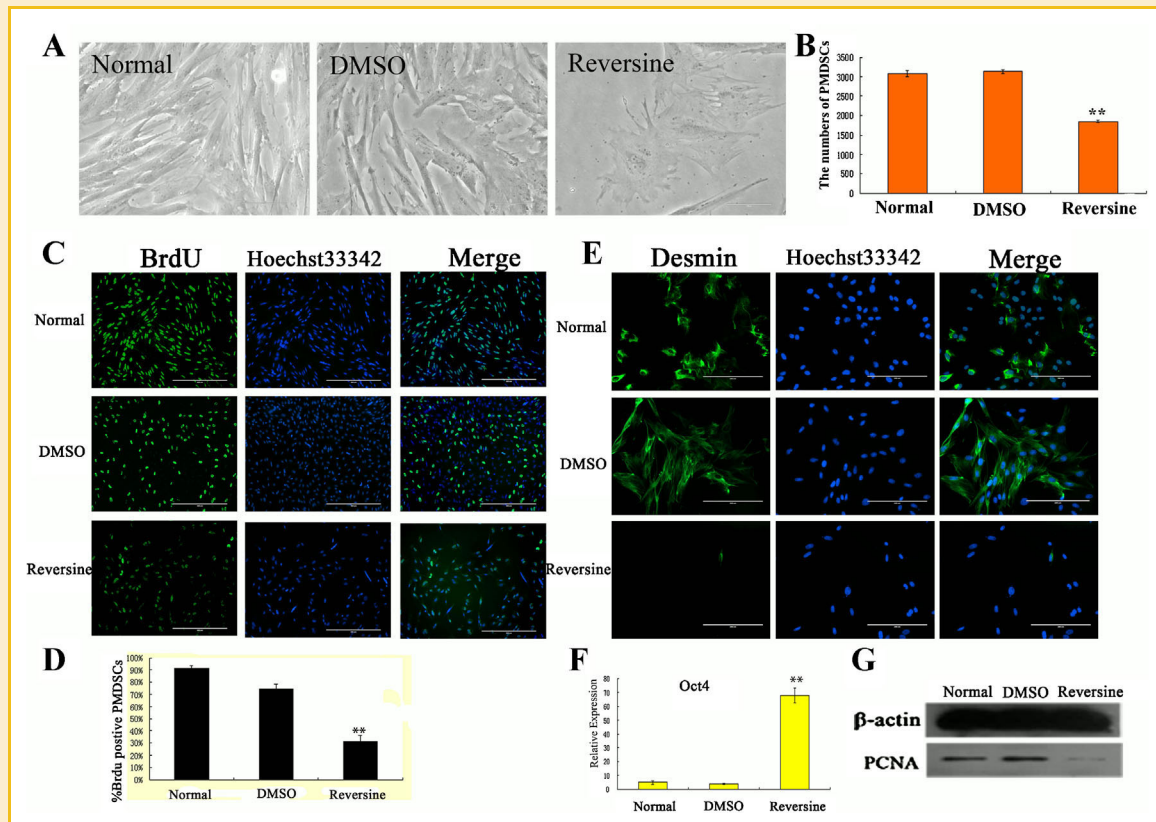 A
Normal
DMSO
Reversine
B
The numbers of PMDSCs
3500
3000
2500
2000
1500
1000
500
0
**
Normal DMSO Reversine
C
BrdU Hoechst33342 Merge
Normal
DMSO
Reversine
E
Desmin Hoechst33342 Merge
Normal
DMSO
Reversine
D
%Brdu postive PMDSCs
100%
90%
80%
70%
60%
50%
40%
30%
20%
10%
0%
**
Normal DMSO Reversine
F
Oct4
Relative Expression
80
70
60
50
40
30
20
10
0
**
Normal DMSO Reversine
G
Normal DMSO Reversine
β-actin
PCNA